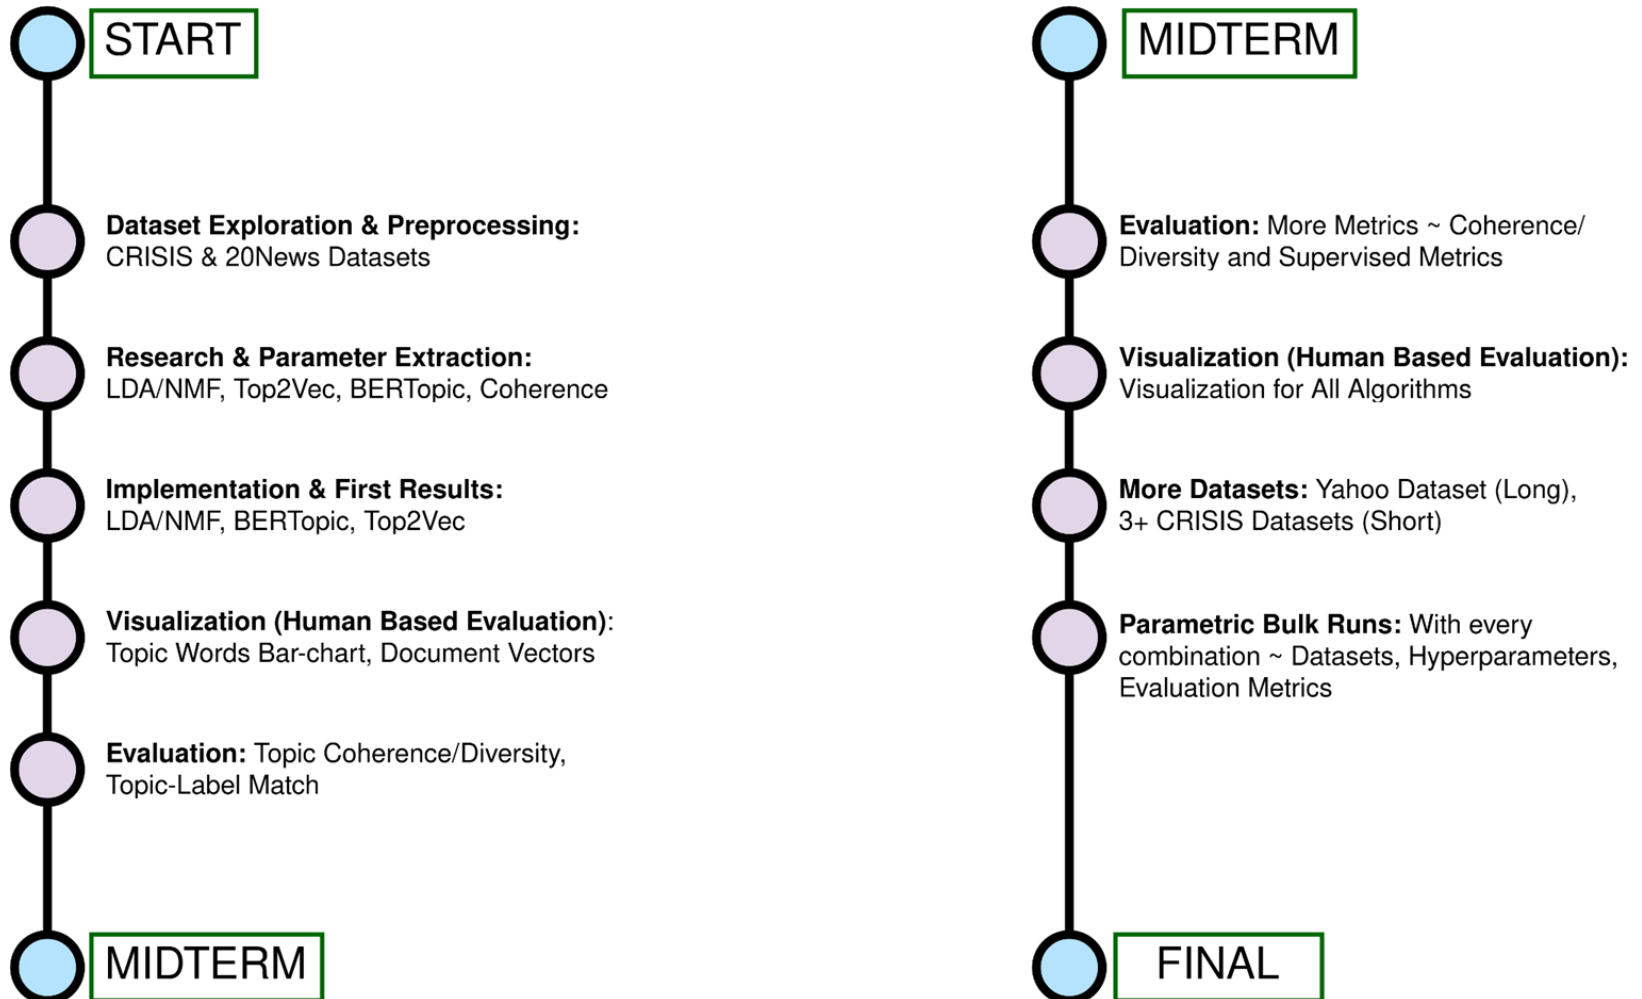 START
Dataset Exploration & Preprocessing:
CRISIS & 20News Datasets
Research & Parameter Extraction:
LDA/NMF, Top2Vec, BERTopic, Coherence
Implementation & First Results:
LDA/NMF, BERTopic, Top2Vec
Visualization (Human Based Evaluation):
Topic Words Bar-chart, Document Vectors
Evaluation: Topic Coherence/Diversity,
Topic-Label Match
MIDTERM
MIDTERM
Evaluation: More Metrics ~ Coherence/
Diversity and Supervised Metrics
Visualization (Human Based Evaluation):
Visualization for All Algorithms
More Datasets: Yahoo Dataset (Long),
3+ CRISIS Datasets (Short)
Parametric Bulk Runs: With every
combination ~ Datasets, Hyperparameters,
Evaluation Metrics
FINAL